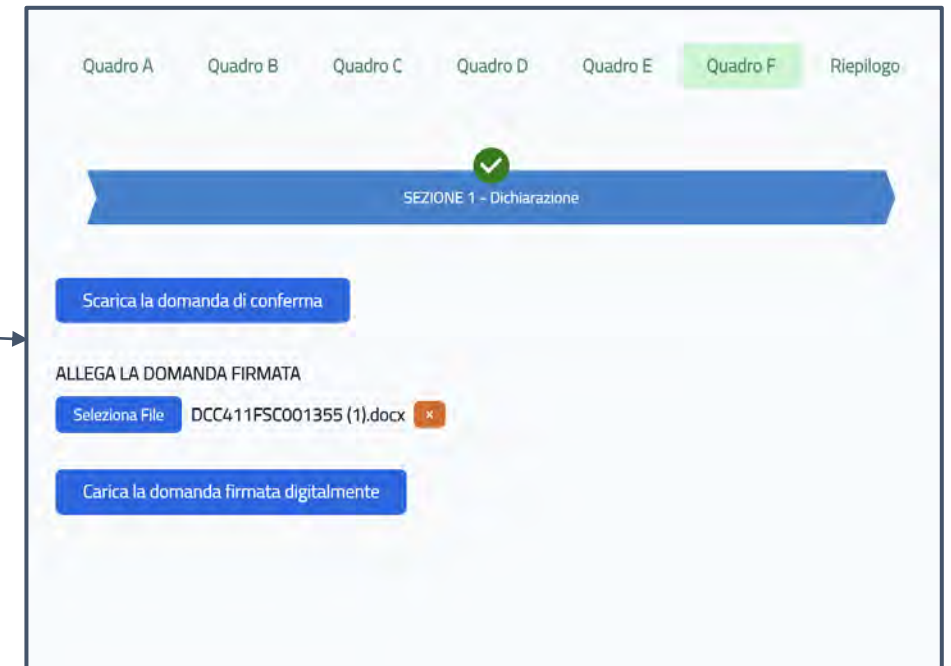 Quadro A Quadro B Quadro C Quadro D Quadro E Quadro F Riepilogo
SEZIONE 1 - Dichiarazione
Scarica la domanda di conferma
ALLEGA LA DOMANDA FIRMATA
Seleziona File DCC411FSC001355 (1).docx ×
Carica la domanda firmata digitalmente